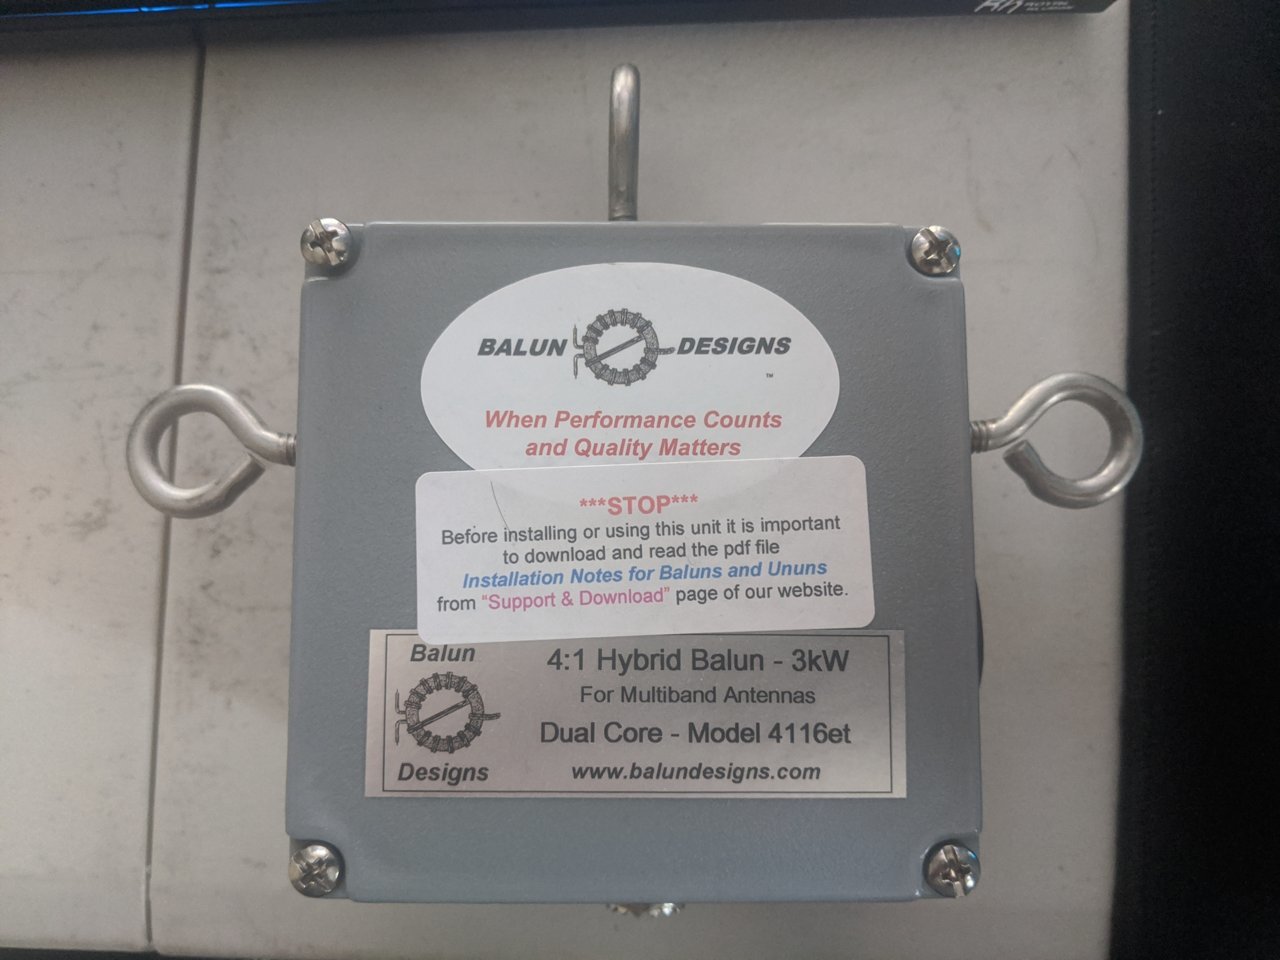 BALUN DESIGNS
™
When Performance Counts
and Quality Matters
***STOP***
Before installing or using this unit it is important
to download and read the pdf file
Installation Notes for Baluns and Ununs
from "Support & Download" page of our website.
Balun
Designs
4:1 Hybrid Balun - 3kW
For Multiband Antennas
Dual Core - Model 4116et
www.balundesigns.com